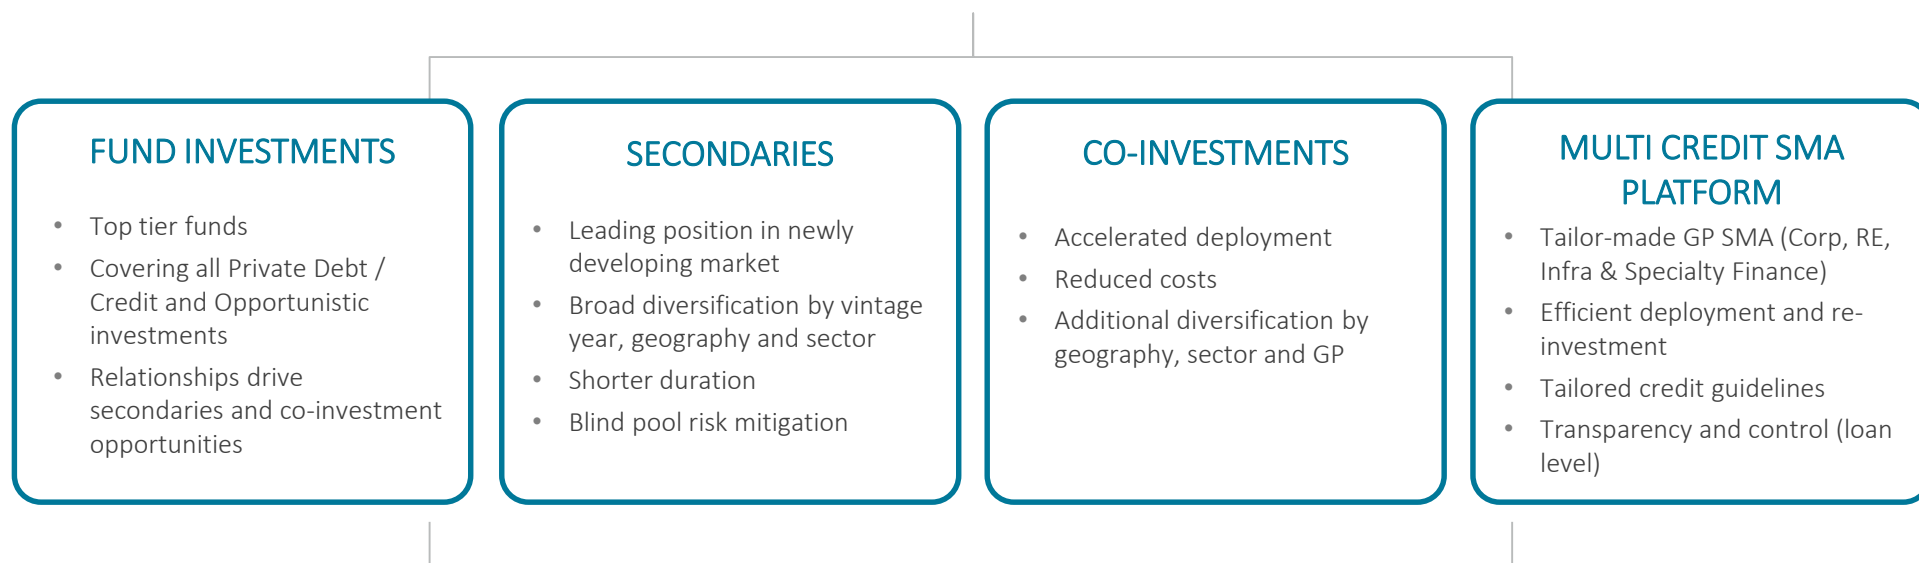 FUND INVESTMENTS
• Top tier funds
• Covering all Private Debt /
Credit and Opportunistic
investments
• Relationships drive
secondaries and co-investment
opportunities
SECONDARIES
• Leading position in newly
developing market
• Broad diversification by vintage
year, geography and sector
• Shorter duration
• Blind pool risk mitigation
CO-INVESTMENTS
• Accelerated deployment
• Reduced costs
• Additional diversification by
geography, sector and GP
MULTI CREDIT SMA
PLATFORM
• Tailor-made GP SMA (Corp, RE,
Infra & Specialty Finance)
• Efficient deployment and re-
investment
• Tailored credit guidelines
• Transparency and control (loan
level)